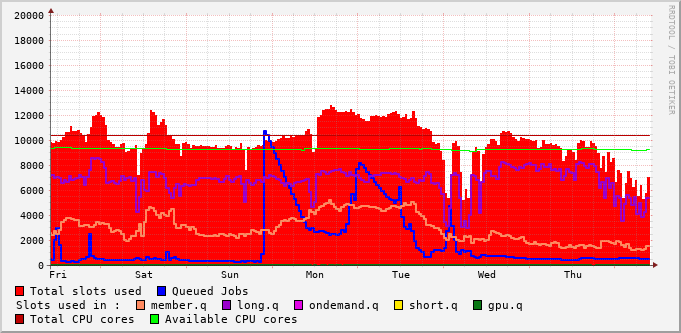 20000
18000
16000
14000
12000
10000
8000
6000
4000
2000
0
Fri Sat Sun Mon Tue Wed Thu
RRDTOOL / TOBI OETIKER
Total slots used Queued Jobs
Slots used in : member.q long.q ondemand.q short.q gpu.q
Total CPU cores Available CPU cores